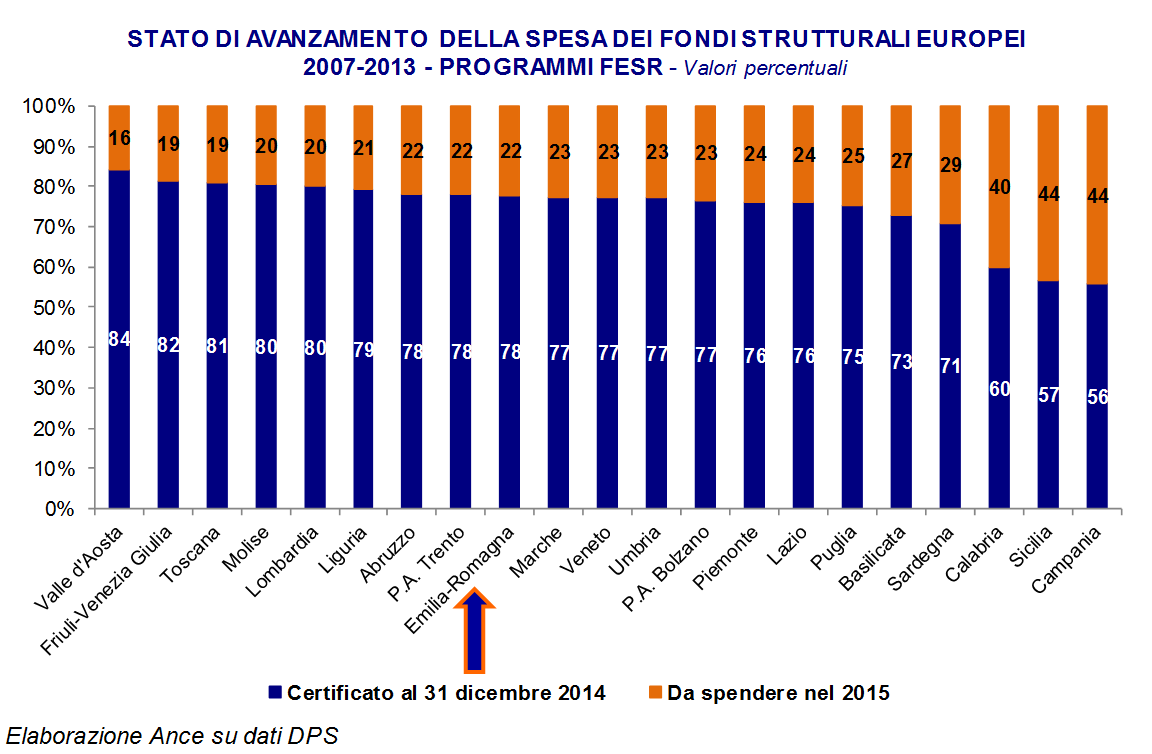 STATO DI AVANZAMENTO DELLA SPESA DEI FONDI STRUTTURALI EUROPEI
2007-2013 - PROGRAMMI FESR - Valori percentuali
100%
90%
80%
70%
60%
50%
40%
30%
20%
10%
0%
16 19 19 20 20 21 22 22 22 23 23 23 23 24 24 25 27 29 40 44 44
84 82 81 80 80 79 78 78 78 77 77 77 77 76 76 75 73 71 60 57 56
Valle d'Aosta
Friuli-Venezia Giulia
Toscana
Molise
Lombardia
Liguria
Abruzzo
P.A. Trento
Emilia-Romagna
Marche
Veneto
Umbria
P.A. Bolzano
Piemonte
Lazio
Puglia
Basilicata
Sardegna
Calabria
Sicilia
Campania
Certificato al 31 dicembre 2014
Da spendere nel 2015
Elaborazione Ance su dati DPS